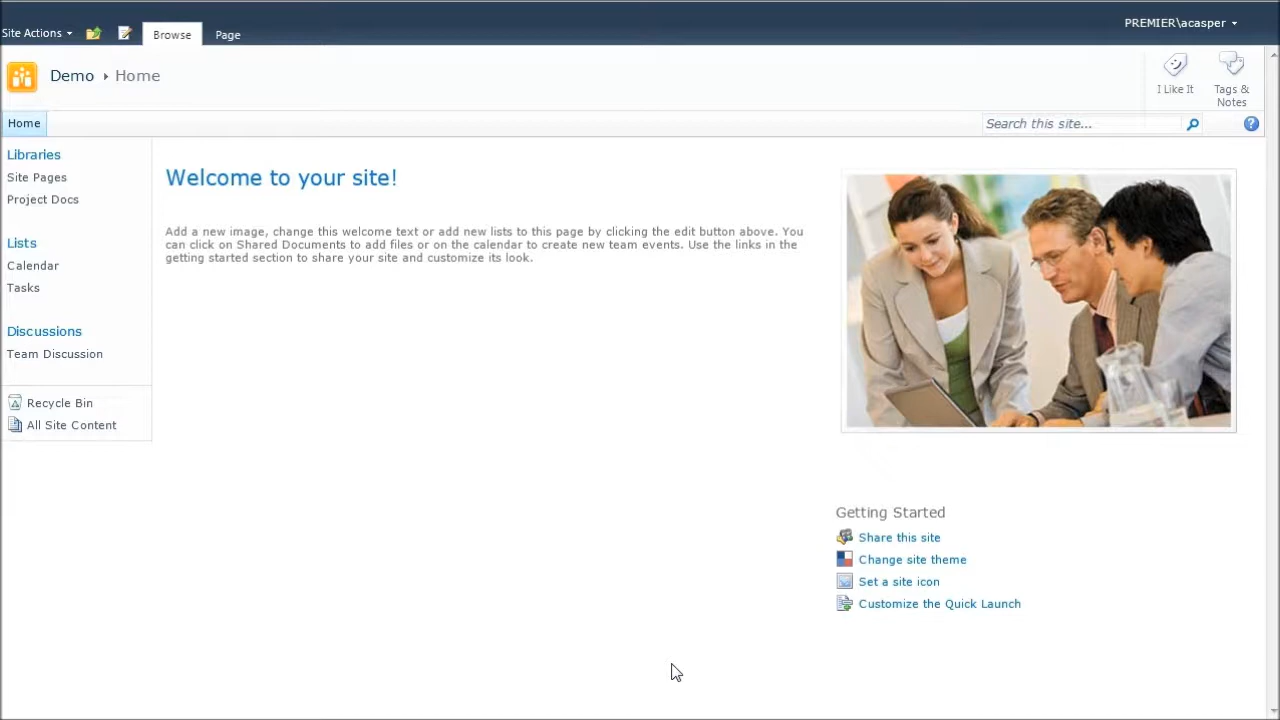 PREMIER\acasper
Site Actions
Browse
Page
Demo Home
I Like It
Tags &
Notes
Home
Search this site...
Libraries
Site Pages
Project Docs
Lists
Calendar
Tasks
Discussions
Team Discussion
Recycle Bin
All Site Content
Welcome to your site!
Add a new image, change this welcome text or add new lists to this page by clicking the edit button above. You
can click on Shared Documents to add files or on the calendar to create new team events. Use the links in the
getting started section to share your site and customize its look.
Getting Started
Share this site
Change site theme
Set a site icon
Customize the Quick Launch